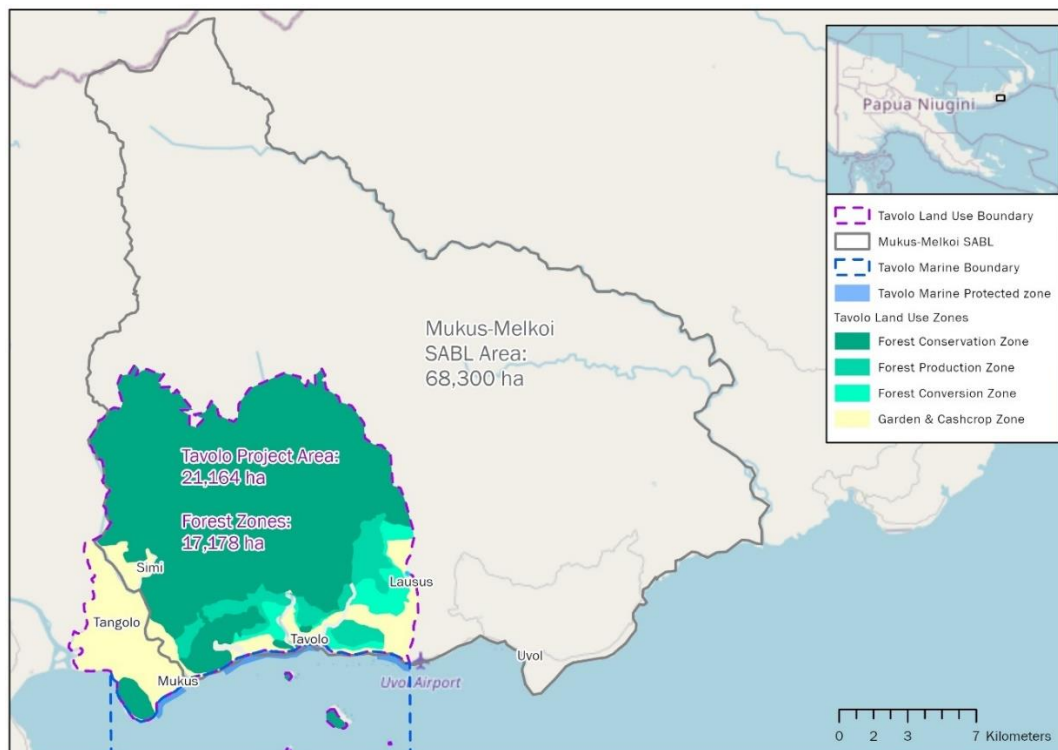 Papua Niugini
Tavolo Land Use Boundary
Mukus-Melkoi SABL
Tavolo Marine Boundary
Tavolo Marine Protected zone
Tavolo Land Use Zones
Forest Conservation Zone
Forest Production Zone
Forest Conversion Zone
Garden & Cashcrop Zone
Mukus-Melkoi
SABL Area:
68,300 ha
Tavolo Project Area:
21,164 ha
Forest Zones:
17,178 ha
Simi
Lausus
Tangolo
Tavolo
Mukus
Uvol
Uvol Airport
0 2 3 7 Kilometers